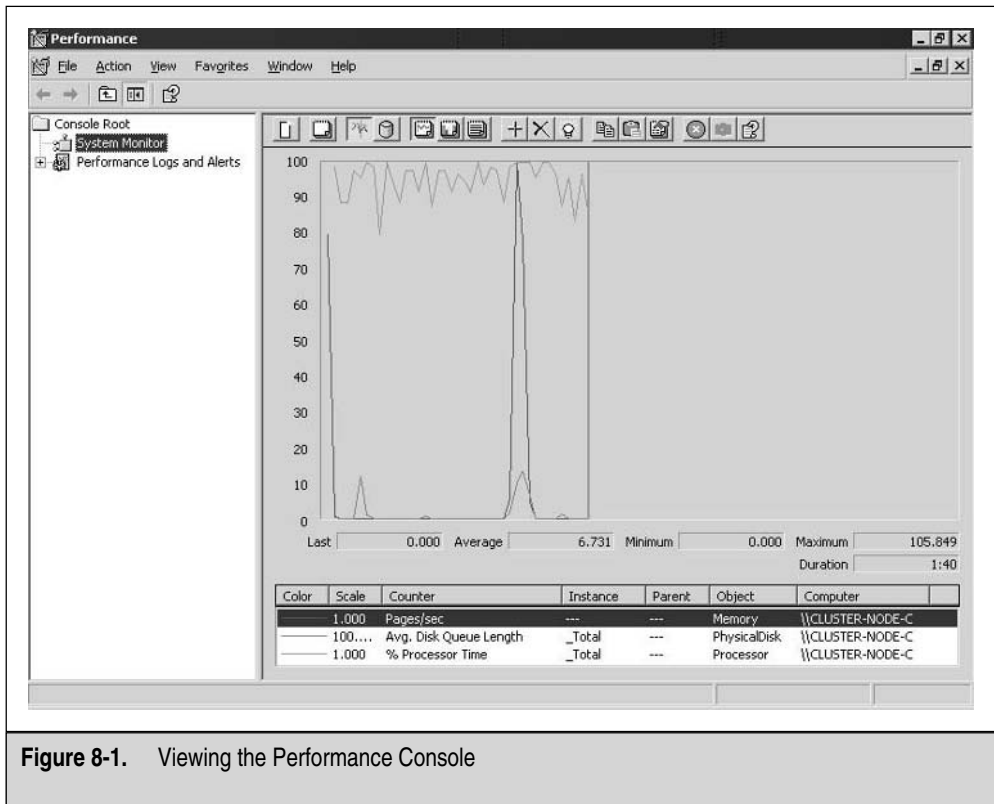 Performance
File Action View Favorites Window Help
Console Root
System Monitor
Performance Logs and Alerts
100
90
80
70
60
50
40
30
20
10
0
Last 0.000 Average 6.731 Minimum 0.000 Maximum 105.849
Duration 1:40
Color Scale Counter Instance Parent Object Computer
1.000 Pages/sec --- --- Memory \\CLUSTER-NODE-C
100.... Avg. Disk Queue Length _Total --- PhysicalDisk \\CLUSTER-NODE-C
1.000 % Processor Time _Total --- Processor \\CLUSTER-NODE-C
Figure 8-1. Viewing the Performance Console